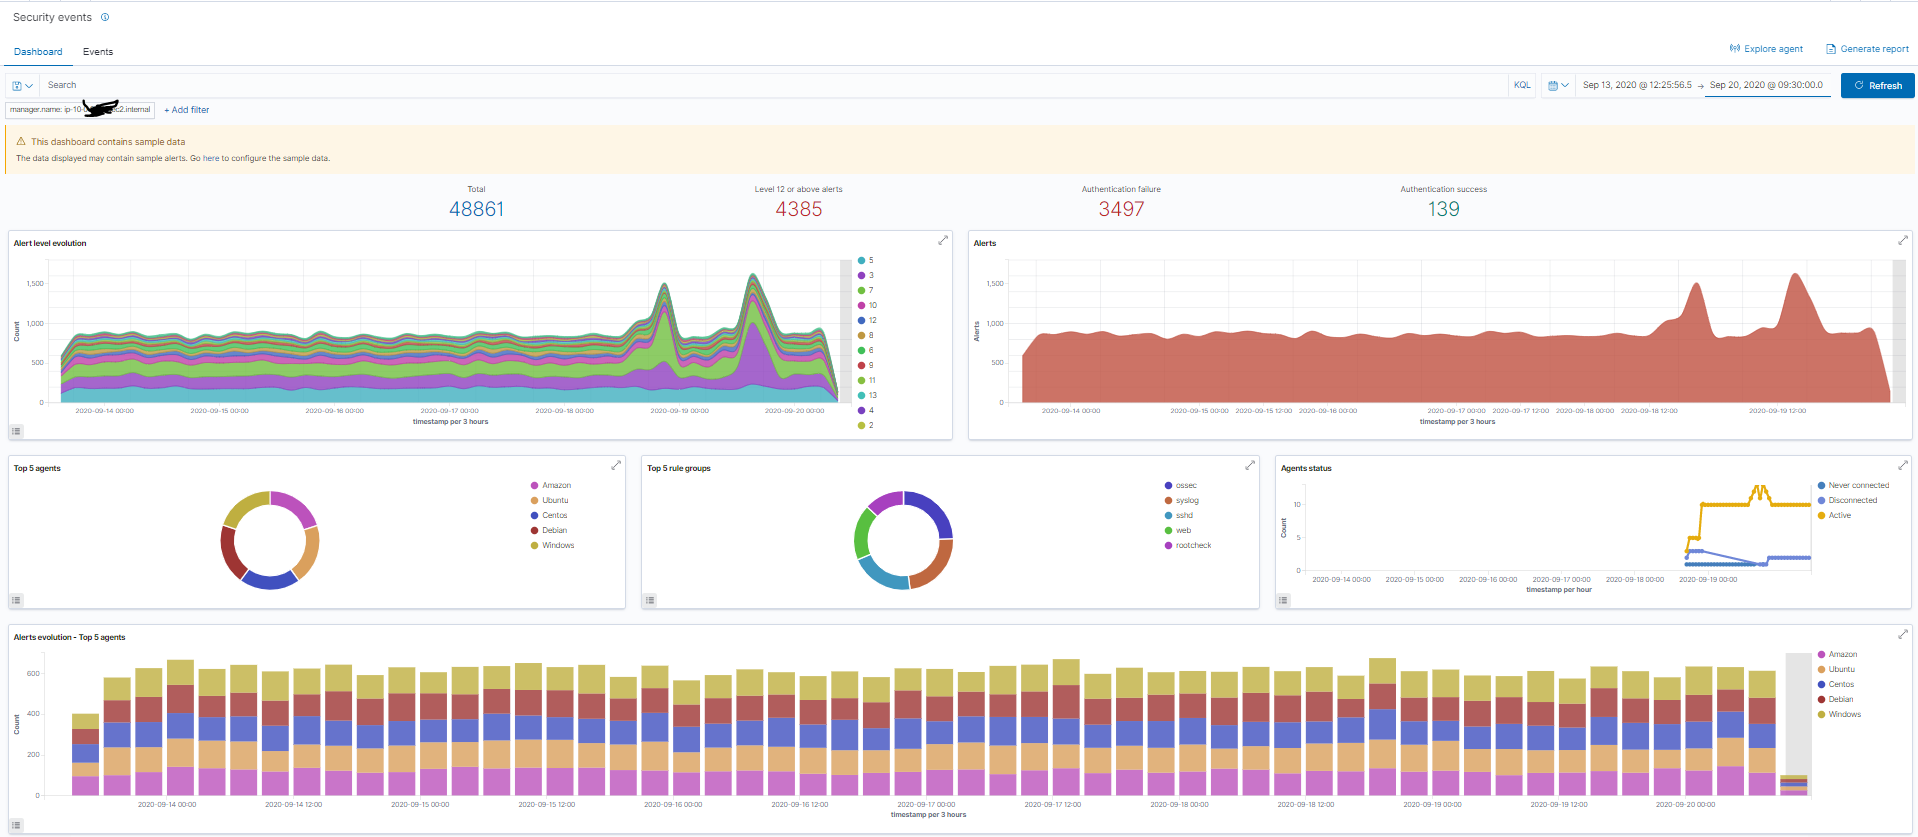 Security events
Dashboard Events
Explore agent Generate report
Search KQL Sep 13, 2020 @ 12:25:56.5 → Sep 20, 2020 @ 09:30:00.0 Refresh
manager.name: ip-10- c2.internal + Add filter
This dashboard contains sample data
The data displayed may contain sample alerts. Go here to configure the sample data.
Total Level 12 or above alerts Authentication failure Authentication success
48861 4385 3497 139
Alert level evolution
Count
1,500
1,000
500
0
2020-09-14 00:00 2020-09-15 00:00 2020-09-16 00:00 2020-09-17 00:00 2020-09-18 00:00 2020-09-19 00:00 2020-09-20 00:00
timestamp per 3 hours
5
3
7
10
12
8
6
9
11
13
4
2
Alerts
Alerts
1,500
1,000
500
0
2020-09-14 00:00 2020-09-15 00:00 2020-09-15 12:00 2020-09-16 00:00 2020-09-17 00:00 2020-09-17 12:00 2020-09-18 00:00 2020-09-18 12:00 2020-09-19 12:00
timestamp per 3 hours
Top 5 agents
Amazon
Ubuntu
Centos
Debian
Windows
Top 5 rule groups
ossec
syslog
sshd
web
rootcheck
Agents status
Count
10
5
0
2020-09-14 00:00 2020-09-15 00:00 2020-09-16 00:00 2020-09-17 00:00 2020-09-18 00:00 2020-09-19 00:00
timestamp per hour
Never connected
Disconnected
Active
Alerts evolution - Top 5 agents
Count
600
400
200
0
2020-09-14 00:00 2020-09-14 12:00 2020-09-15 00:00 2020-09-15 12:00 2020-09-16 00:00 2020-09-16 12:00 2020-09-17 00:00 2020-09-17 12:00 2020-09-18 00:00 2020-09-18 12:00 2020-09-19 00:00 2020-09-19 12:00 2020-09-20 00:00
timestamp per 3 hours
Amazon
Ubuntu
Centos
Debian
Windows